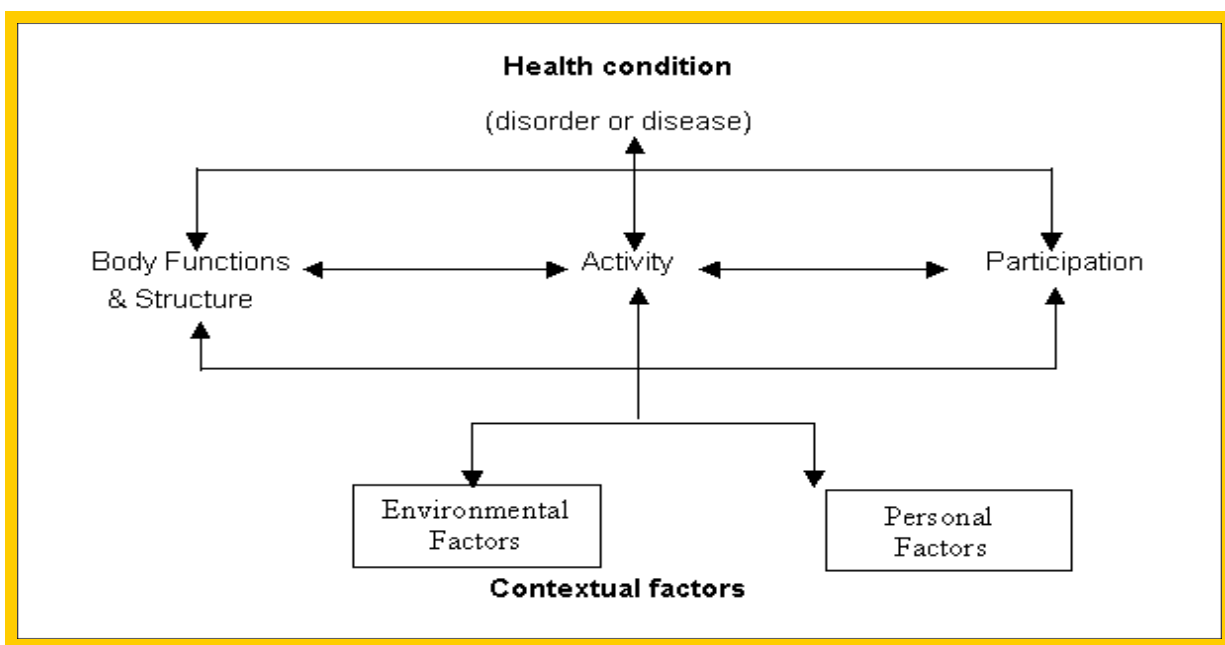 Health condition
(disorder or disease)
Body Functions
& Structure
Activity
Participation
Environmental
Factors
Personal
Factors
Contextual factors